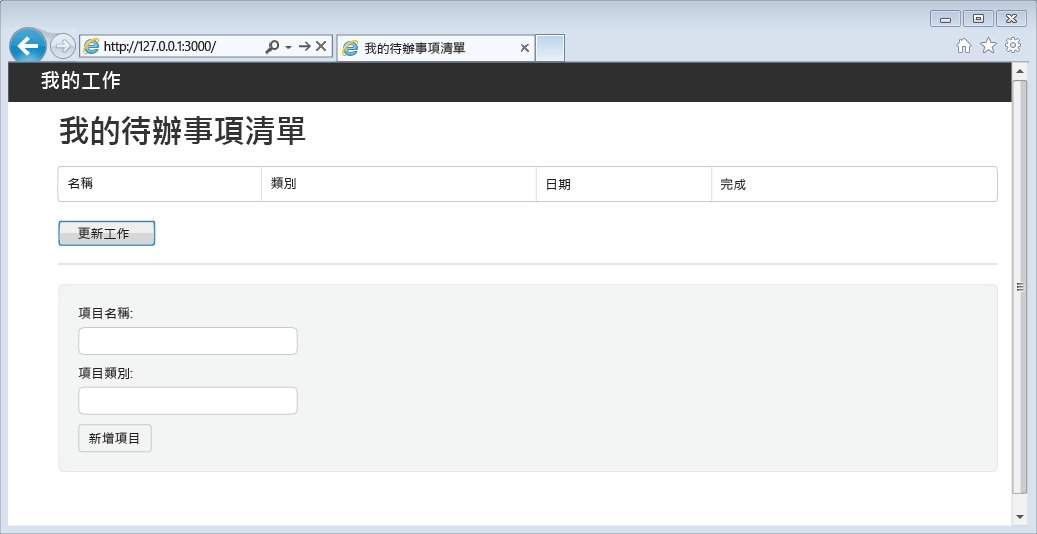 http://127.0.0.1:3000/
我的待辦事項清單
我的工作
我的待辦事項清單
名稱 類別 日期 完成
更新工作
項目名稱:
項目類別:
新增項目